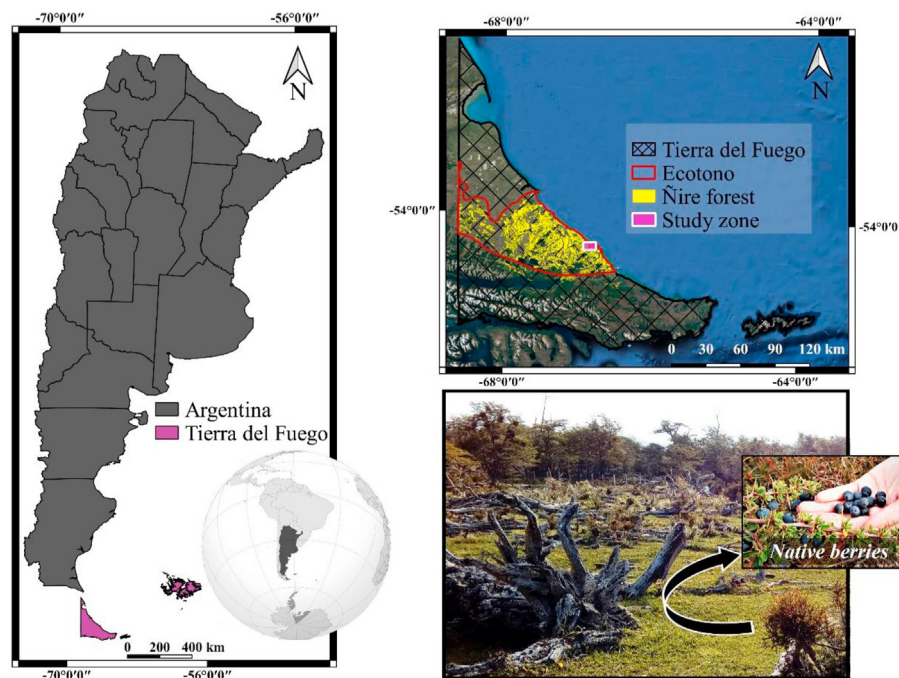 -70°0′0″
-56°0′0″
N
Argentina
Tierra del Fuego
0 200 400 km
-70°0′0″
-56°0′0″
-68°0′0″
-64°0′0″
N
Tierra del Fuego
Ecotono
Ñire forest
Study zone
-54°0′0″
-54°0′0″
0 30 60 90 120 km
-68°0′0″
-64°0′0″
Native berries